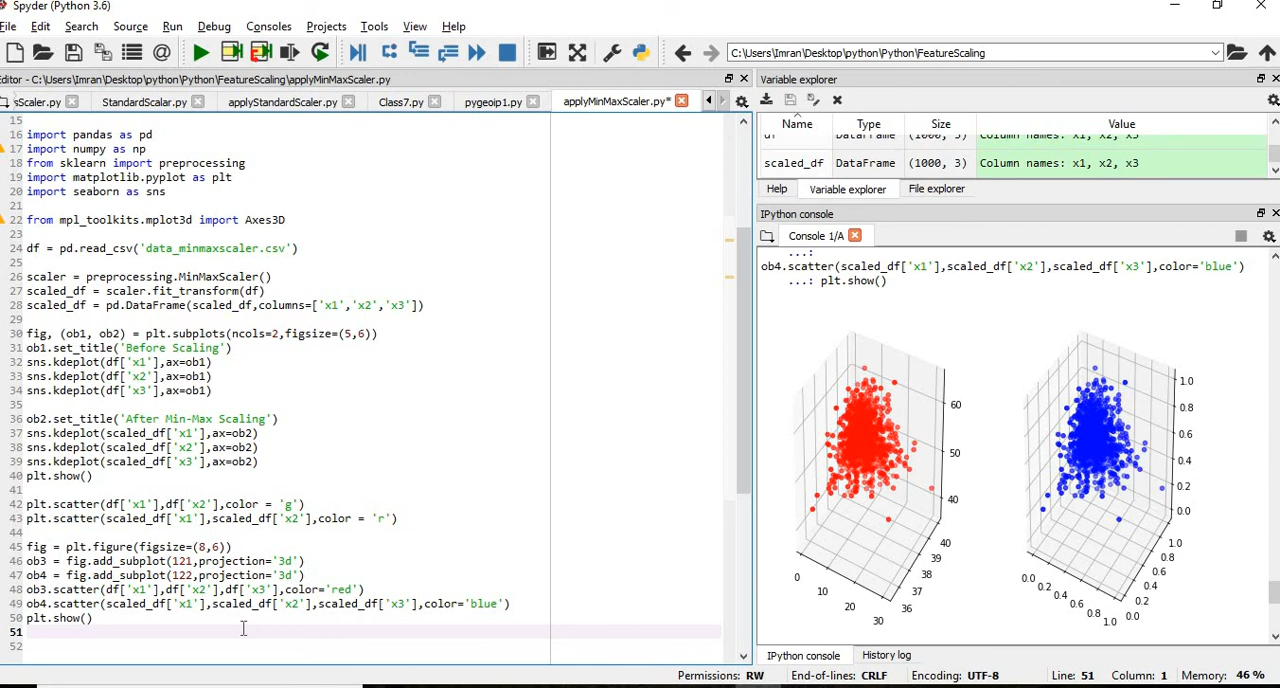 Spyder (Python 3.6)
File Edit Search Source Run Debug Consoles Projects Tools View Help
C:\Users\Imran\Desktop\python\Python\FeatureScaling
Editor - C:\Users\Imran\Desktop\python\Python\FeatureScaling\applyMinMaxScaler.py
sScaler.py StandardScalar.py applyStandardScaler.py Class7.py pygeoip1.py applyMinMaxScaler.py*
15
16 import pandas as pd
17 import numpy as np
18 from sklearn import preprocessing
19 import matplotlib.pyplot as plt
20 import seaborn as sns
21
22 from mpl_toolkits.mplot3d import Axes3D
23
24 df = pd.read_csv('data_minmaxscaler.csv')
25
26 scaler = preprocessing.MinMaxScaler()
27 scaled_df = scaler.fit_transform(df)
28 scaled_df = pd.DataFrame(scaled_df,columns=['x1','x2','x3'])
29
30 fig, (ob1, ob2) = plt.subplots(ncols=2,figsize=(5,6))
31 ob1.set_title('Before Scaling')
32 sns.kdeplot(df['x1'],ax=ob1)
33 sns.kdeplot(df['x2'],ax=ob1)
34 sns.kdeplot(df['x3'],ax=ob1)
35
36 ob2.set_title('After Min-Max Scaling')
37 sns.kdeplot(scaled_df['x1'],ax=ob2)
38 sns.kdeplot(scaled_df['x2'],ax=ob2)
39 sns.kdeplot(scaled_df['x3'],ax=ob2)
40 plt.show()
41
42 plt.scatter(df['x1'],df['x2'],color = 'g')
43 plt.scatter(scaled_df['x1'],scaled_df['x2'],color = 'r')
44
45 fig = plt.figure(figsize=(8,6))
46 ob3 = fig.add_subplot(121,projection='3d')
47 ob4 = fig.add_subplot(122,projection='3d')
48 ob3.scatter(df['x1'],df['x2'],df['x3'],color='red')
49 ob4.scatter(scaled_df['x1'],scaled_df['x2'],scaled_df['x3'],color='blue')
50 plt.show()
51
52
Variable explorer
Name Type Size Value
df DataFrame (1000, 3) Column names: x1, x2, x3
scaled_df DataFrame (1000, 3) Column names: x1, x2, x3
Help Variable explorer File explorer
IPython console
Console 1/A
...:
ob4.scatter(scaled_df['x1'],scaled_df['x2'],scaled_df['x3'],color='blue')
...: plt.show()
60
50
40
40
39
38
37
36
0
10
20
30
1.0
0.8
0.6
0.4
0.2
0.0
1.0
0.8
0.6
0.4
0.2
0.0
0.0
0.2
0.4
0.6
0.8
1.0
IPython console History log
Permissions: RW End-of-lines: CRLF Encoding: UTF-8 Line: 51 Column: 1 Memory: 46 %